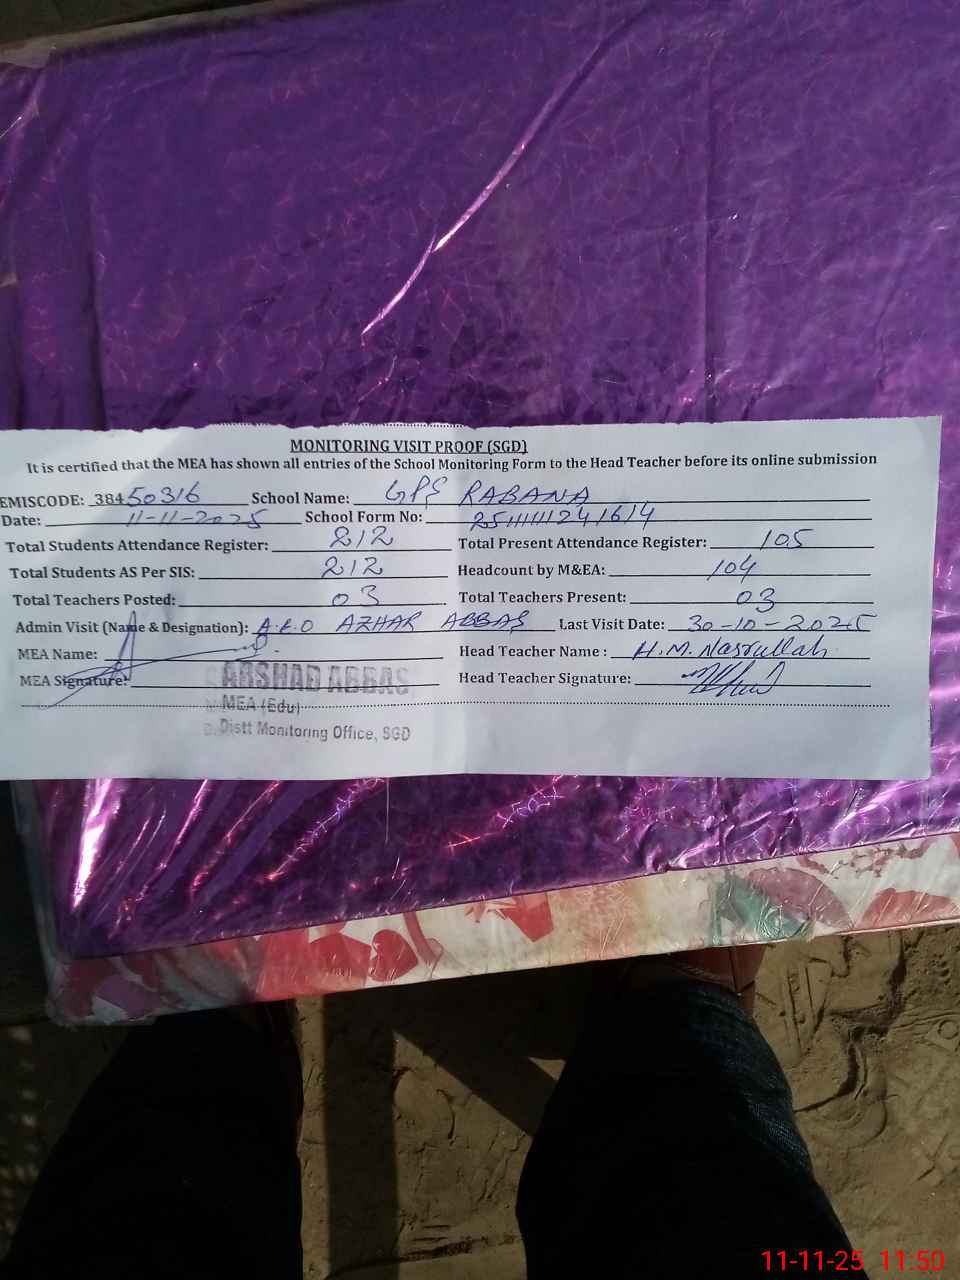 MONITORING VISIT PROOF (SGD)
It is certified that the MEA has shown all entries of the School Monitoring Form to the Head Teacher before its online submission
EMISCODE: 38450316 School Name: GPS RABANA
Date: 11-11-2025 School Form No:
Total Students Attendance Register: 212 Total Present Attendance Register: 105
Total Students AS Per SIS: 212 Headcount by M&EA: 104
Total Teachers Posted: 03 Total Teachers Present: 03
Admin Visit (Name & Designation): A.E.O AZHAR ABBAS Last Visit Date: 30-10-2025
MEA Name: Head Teacher Name : H.M. Nasrullah
MEA Signature: Head Teacher Signature:
ARSHAD ABBAS
MEA (Edu)
Distt Monitoring Office, SGD
11-11-25 11:50